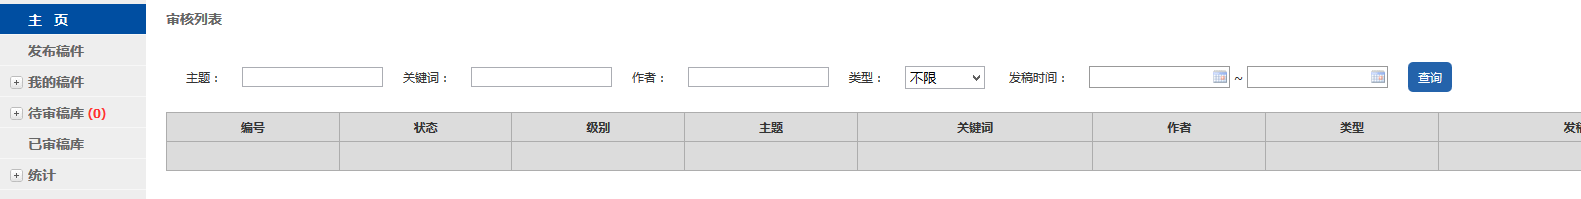 主 页
发布稿件
我的稿件
待审稿库 (0)
已审稿库
统计
审核列表
主题： 关键词： 作者： 类型： 不限 发稿时间： ~ 查询
编号 状态 级别 主题 关键词 作者 类型 发